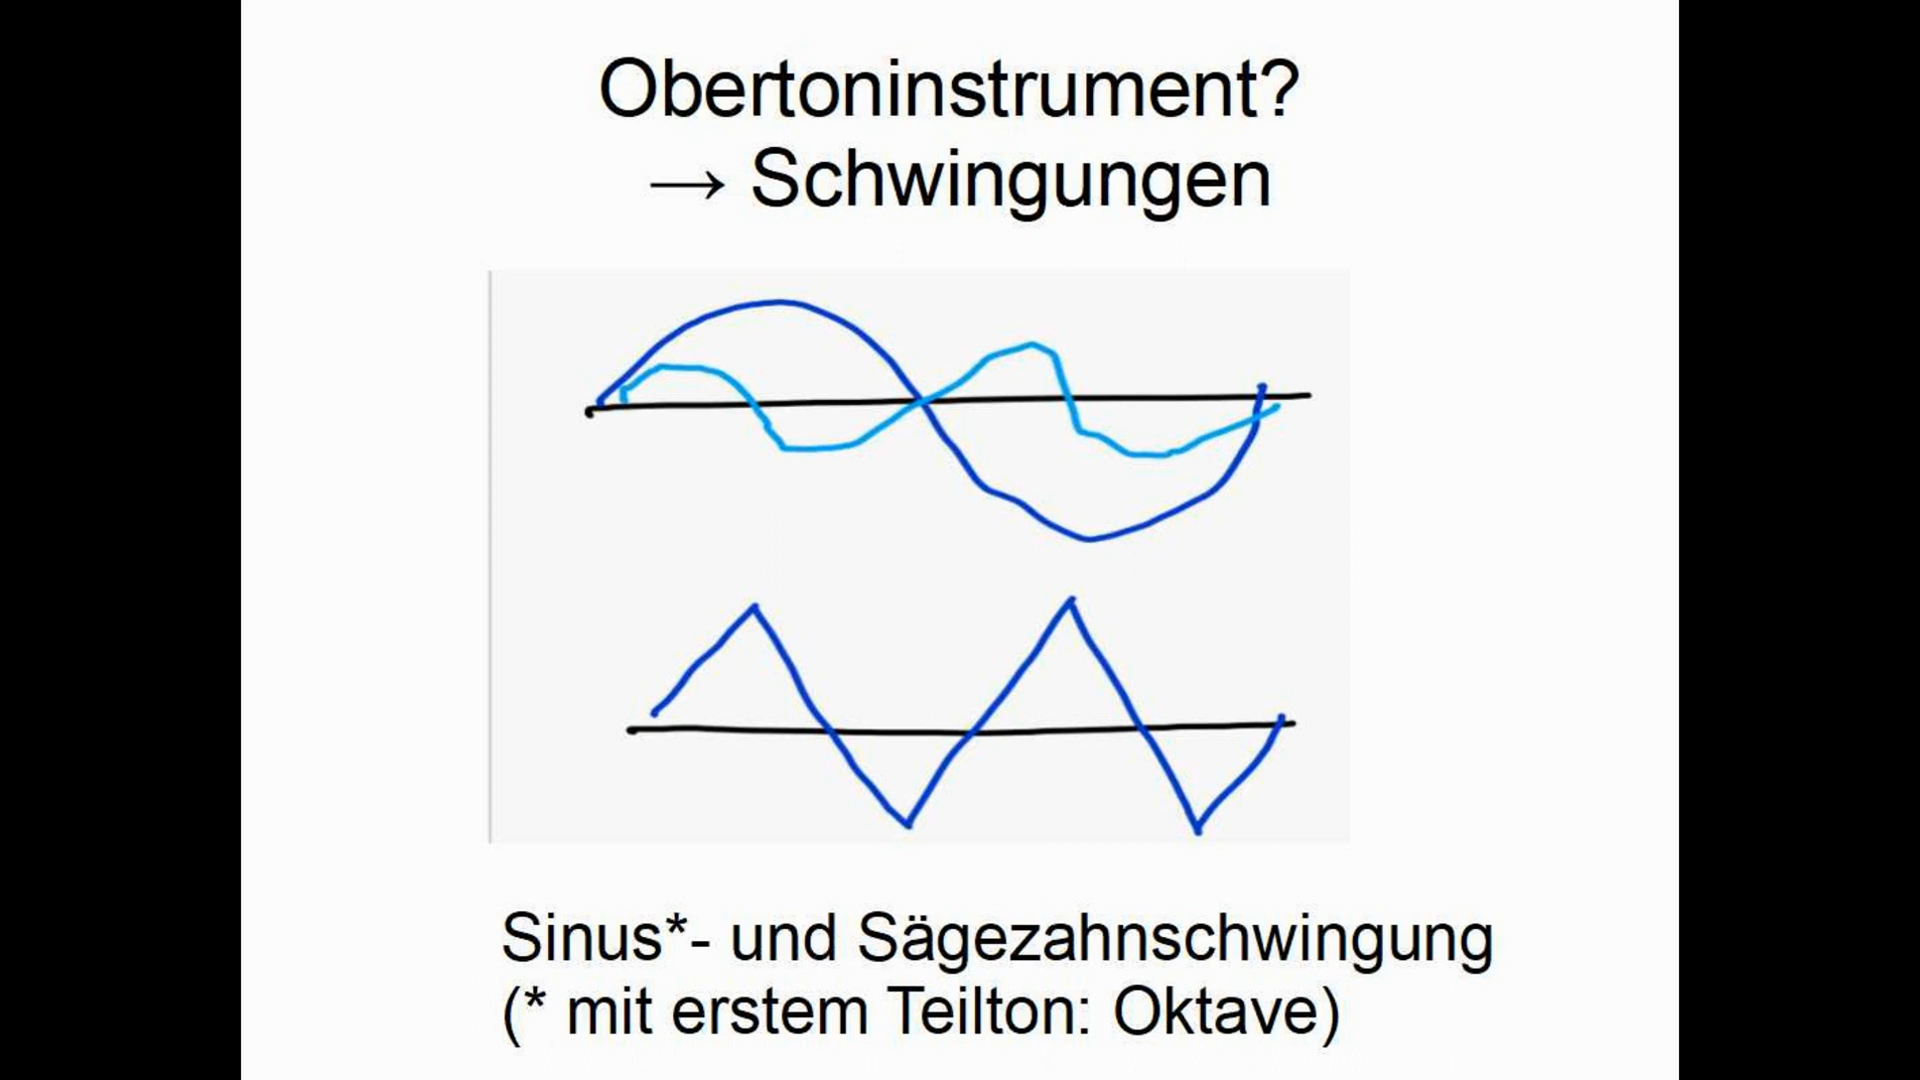 Obertoninstrument?
→ Schwingungen
Sinus*- und Sägezahnschwingung
(* mit erstem Teilton: Oktave)